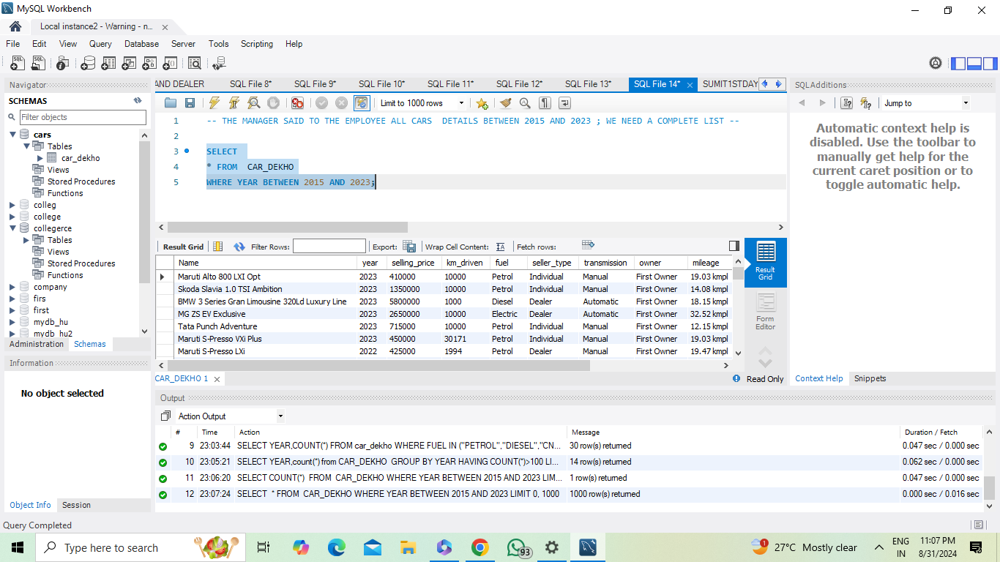 MySQL Workbench
Local instance2 - Warning - n... ×
File Edit View Query Database Server Tools Scripting Help
Navigator
SCHEMAS
Filter objects
cars
Tables
car_dekho
Views
Stored Procedures
Functions
colleg
college
collegerce
Tables
Views
Stored Procedures
Functions
company
firs
first
mydb_hu
mydb_hu2
Administration Schemas
Information
No object selected
Object Info Session
AND DEALER SQL File 8* SQL File 9* SQL File 10* SQL File 11* SQL File 12* SQL File 13* SQL File 14* × SUMIT1STDAY
Limit to 1000 rows
1 -- THE MANAGER SAID TO THE EMPLOYEE ALL CARS  DETAILS BETWEEN 2015 AND 2023 ; WE NEED A COMPLETE LIST --
2
3 SELECT
4 * FROM  CAR_DEKHO
5 WHERE YEAR BETWEEN 2015 AND 2023;
Result Grid Filter Rows: Export: Wrap Cell Content: Fetch rows:
Name year selling_price km_driven fuel seller_type transmission owner mileage
Maruti Alto 800 LXI Opt 2023 410000 10000 Petrol Individual Manual First Owner 19.03 kmpl
Skoda Slavia 1.0 TSI Ambition 2023 1350000 10000 Petrol Individual Manual First Owner 14.08 kmpl
BMW 3 Series Gran Limousine 320Ld Luxury Line 2023 5800000 1000 Diesel Dealer Automatic First Owner 18.15 kmpl
MG ZS EV Exclusive 2023 2650000 10000 Electric Dealer Automatic First Owner 32.52 kmpl
Tata Punch Adventure 2023 715000 10000 Petrol Individual Manual First Owner 12.15 kmpl
Maruti S-Presso VXi Plus 2023 450000 30171 Petrol Individual Manual First Owner 19.03 kmpl
Maruti S-Presso LXi 2022 425000 1994 Petrol Dealer Manual First Owner 19.47 kmpl
Result
Grid
Form
Editor
CAR_DEKHO 1 × Read Only
SQLAdditions
Jump to
Automatic context help is
disabled. Use the toolbar to
manually get help for the
current caret position or to
toggle automatic help.
Context Help Snippets
Output
Action Output
# Time Action Message Duration / Fetch
9 23:03:44 SELECT YEAR,COUNT(*) FROM car_dekho WHERE FUEL IN ("PETROL","DIESEL","CN... 30 row(s) returned 0.047 sec / 0.000 sec
10 23:05:21 SELECT YEAR,count(*) from CAR_DEKHO  GROUP BY YEAR HAVING COUNT(*)>100 LI... 14 row(s) returned 0.062 sec / 0.000 sec
11 23:06:20 SELECT COUNT(*)  FROM  CAR_DEKHO WHERE YEAR BETWEEN 2015 AND 2023 LIM... 1 row(s) returned 0.047 sec / 0.000 sec
12 23:07:24 SELECT  * FROM  CAR_DEKHO WHERE YEAR BETWEEN 2015 AND 2023 LIMIT 0, 1000 1000 row(s) returned 0.000 sec / 0.016 sec
Query Completed
Type here to search
93
1 27°C Mostly clear
ENG
IN
11:07 PM
8/31/2024